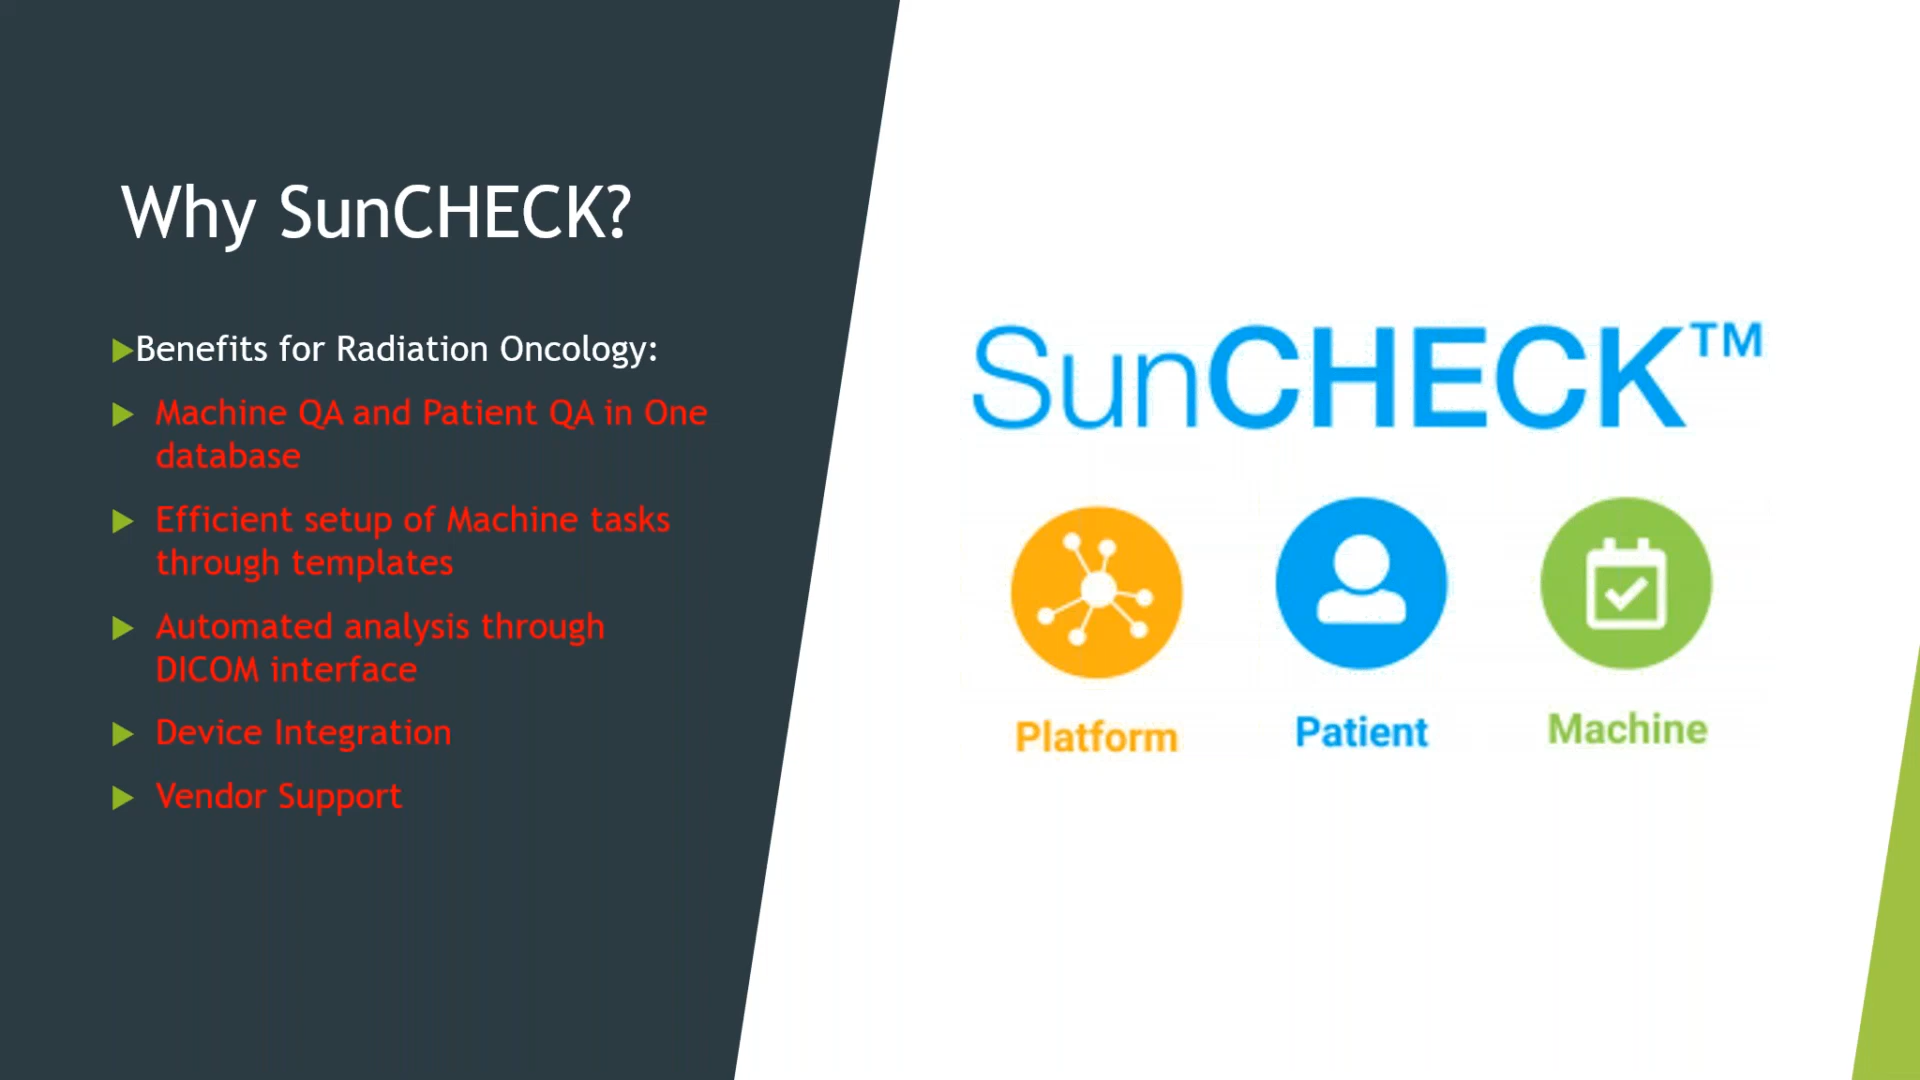 Why SunCHECK?
Benefits for Radiation Oncology:
Machine QA and Patient QA in One
database
Efficient setup of Machine tasks
through templates
Automated analysis through
DICOM interface
Device Integration
Vendor Support
SunCHECK™
Platform
Patient
Machine